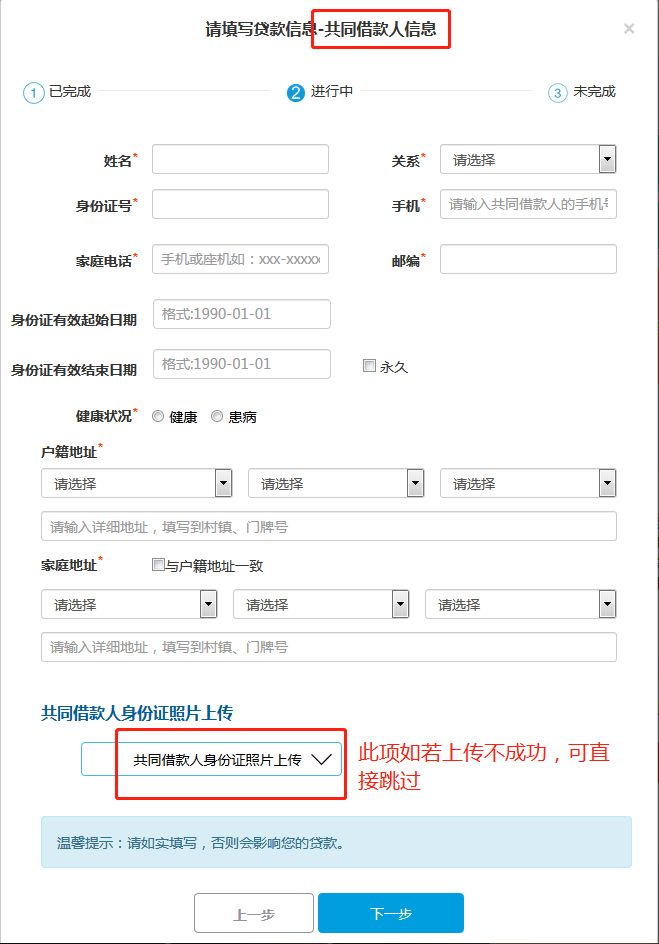 请填写贷款信息-共同借款人信息 ×
1 已完成 2 进行中 3 未完成
姓名* 关系* 请选择
身份证号* 手机* 请输入共同借款人的手机号
家庭电话* 手机或座机如：xxx-xxxxx 邮编*
身份证有效起始日期 格式:1990-01-01
身份证有效结束日期 格式:1990-01-01 永久
健康状况* 健康 患病
户籍地址*
请选择 请选择 请选择
请输入详细地址，填写到村镇、门牌号
家庭地址* 与户籍地址一致
请选择 请选择 请选择
请输入详细地址，填写到村镇、门牌号
共同借款人身份证照片上传
共同借款人身份证照片上传
此项如若上传不成功，可直
接跳过
温馨提示：请如实填写，否则会影响您的贷款。
上一步 下一步